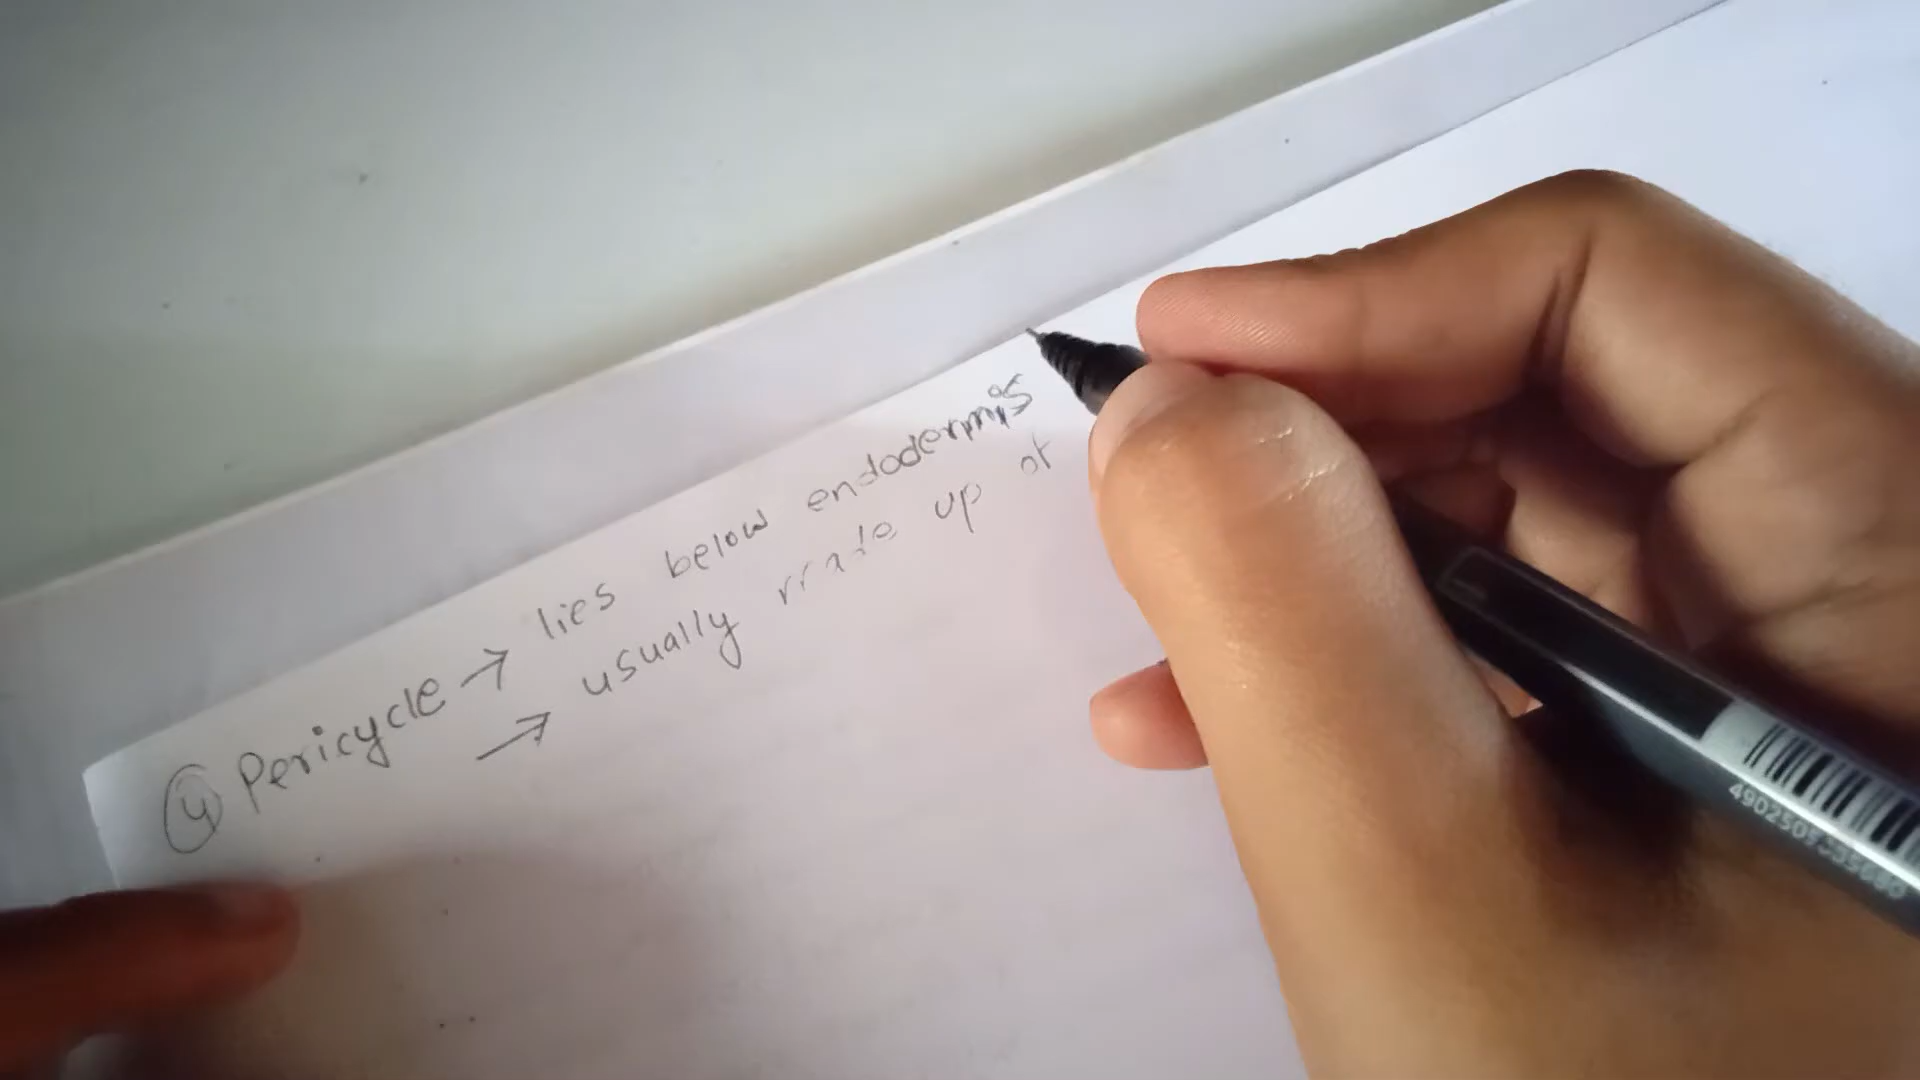 ④ Pericycle → lies below endodermis
→ usually made up of